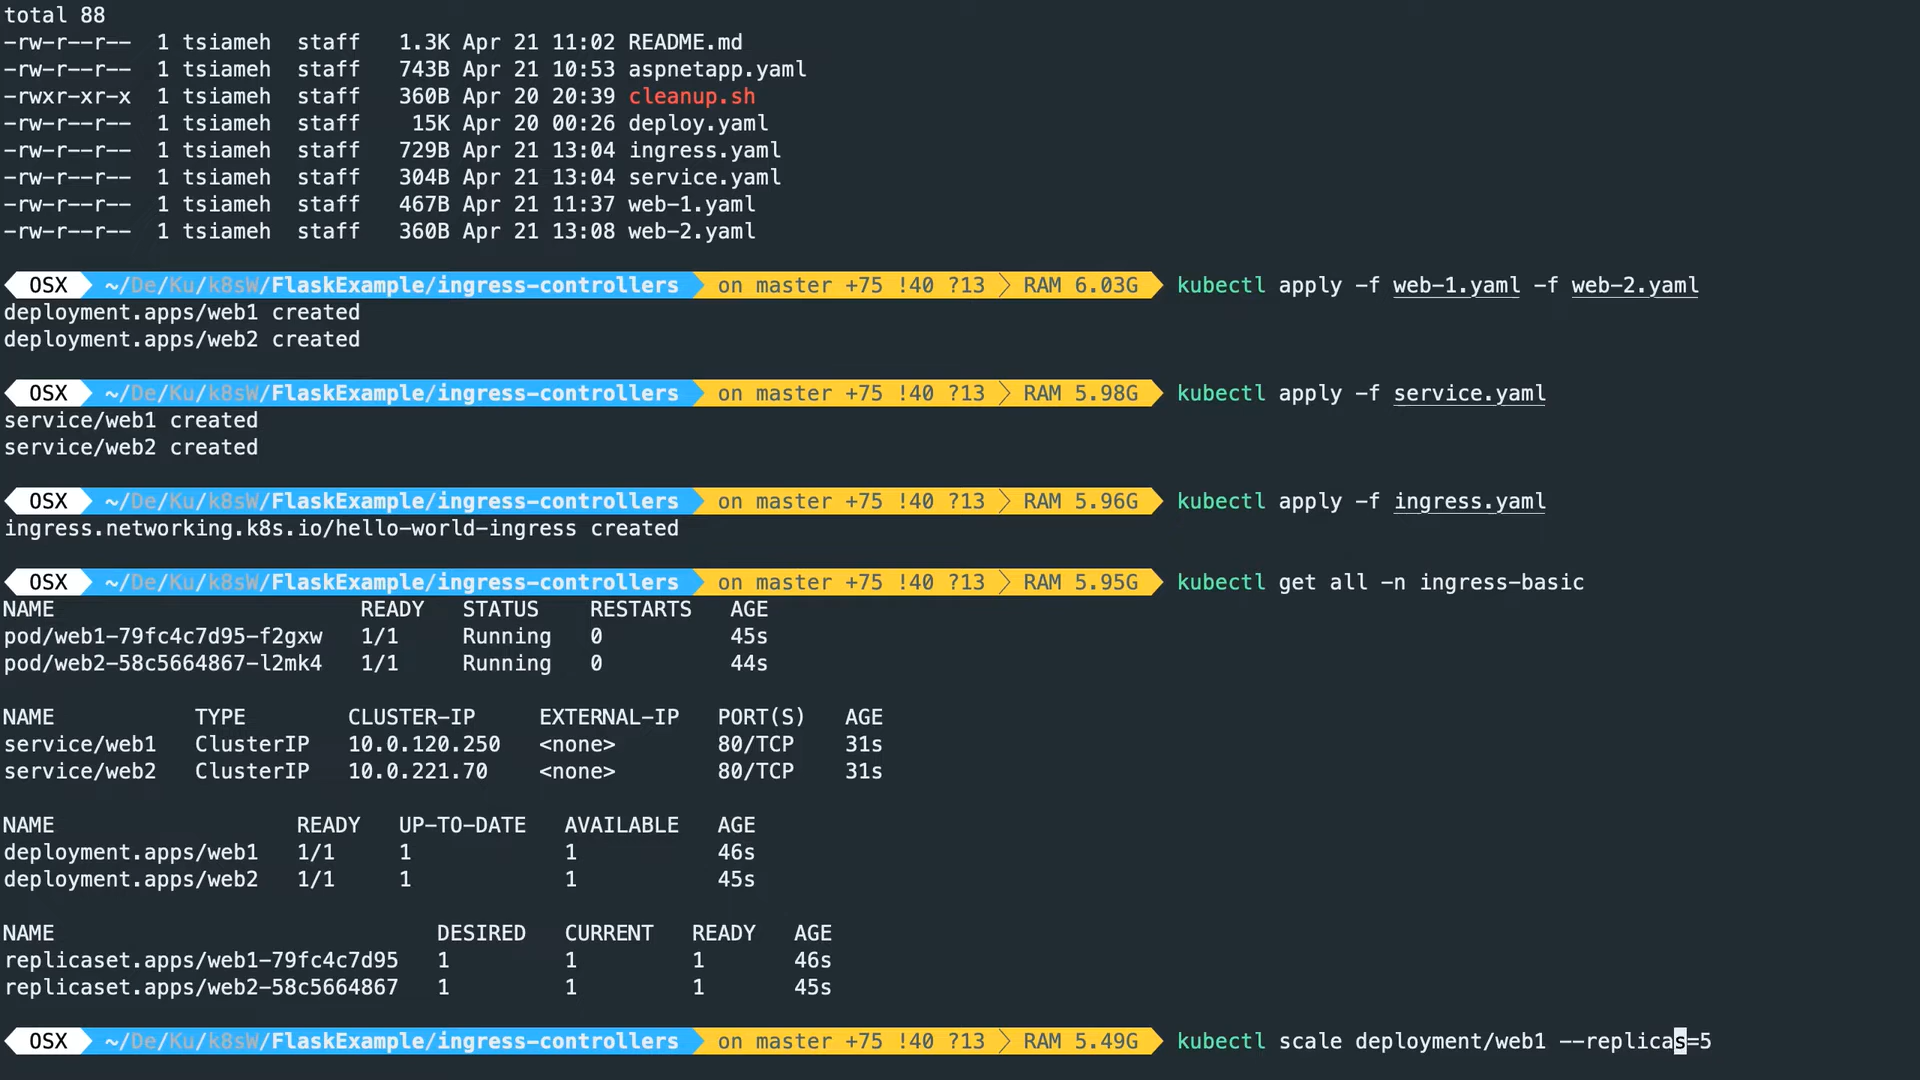 total 88
-rw-r--r--  1 tsiameh  staff   1.3K Apr 21 11:02 README.md
-rw-r--r--  1 tsiameh  staff   743B Apr 21 10:53 aspnetapp.yaml
-rwxr-xr-x  1 tsiameh  staff   360B Apr 20 20:39 cleanup.sh
-rw-r--r--  1 tsiameh  staff    15K Apr 20 00:26 deploy.yaml
-rw-r--r--  1 tsiameh  staff   729B Apr 21 13:04 ingress.yaml
-rw-r--r--  1 tsiameh  staff   304B Apr 21 13:04 service.yaml
-rw-r--r--  1 tsiameh  staff   467B Apr 21 11:37 web-1.yaml
-rw-r--r--  1 tsiameh  staff   360B Apr 21 13:08 web-2.yaml
OSX ~/De/Ku/k8sW/FlaskExample/ingress-controllers on master +75 !40 ?13 RAM 6.03G kubectl apply -f web-1.yaml -f web-2.yaml
deployment.apps/web1 created
deployment.apps/web2 created
OSX ~/De/Ku/k8sW/FlaskExample/ingress-controllers on master +75 !40 ?13 RAM 5.98G kubectl apply -f service.yaml
service/web1 created
service/web2 created
OSX ~/De/Ku/k8sW/FlaskExample/ingress-controllers on master +75 !40 ?13 RAM 5.96G kubectl apply -f ingress.yaml
ingress.networking.k8s.io/hello-world-ingress created
OSX ~/De/Ku/k8sW/FlaskExample/ingress-controllers on master +75 !40 ?13 RAM 5.95G kubectl get all -n ingress-basic
NAME                        READY   STATUS    RESTARTS   AGE
pod/web1-79fc4c7d95-f2gxw   1/1     Running   0          45s
pod/web2-58c5664867-l2mk4   1/1     Running   0          44s
NAME           TYPE        CLUSTER-IP     EXTERNAL-IP   PORT(S)   AGE
service/web1   ClusterIP   10.0.120.250   <none>        80/TCP    31s
service/web2   ClusterIP   10.0.221.70    <none>        80/TCP    31s
NAME                   READY   UP-TO-DATE   AVAILABLE   AGE
deployment.apps/web1   1/1     1            1           46s
deployment.apps/web2   1/1     1            1           45s
NAME                              DESIRED   CURRENT   READY   AGE
replicaset.apps/web1-79fc4c7d95   1         1         1       46s
replicaset.apps/web2-58c5664867   1         1         1       45s
OSX ~/De/Ku/k8sW/FlaskExample/ingress-controllers on master +75 !40 ?13 RAM 5.49G kubectl scale deployment/web1 --replicas=5